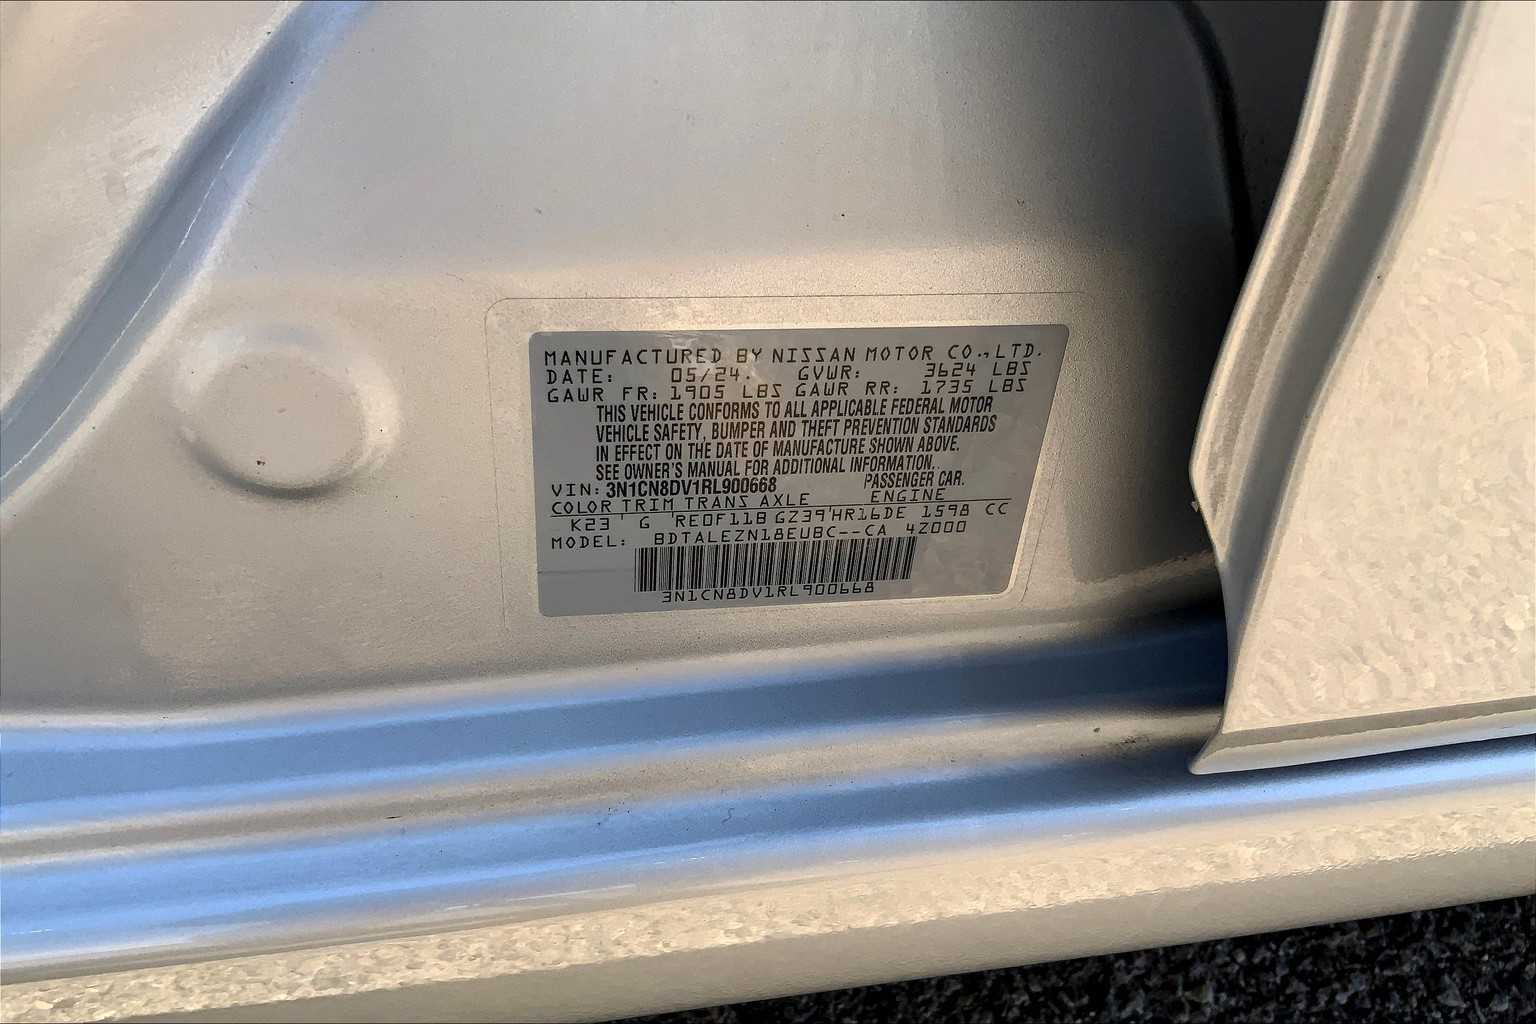 MANUFACTURED BY NISSAN MOTOR CO.,LTD.
DATE: 05/24. GVWR: 3624 LBS
GAWR FR: 1905 LBS GAWR RR: 1735 LBS
THIS VEHICLE CONFORMS TO ALL APPLICABLE FEDERAL MOTOR
VEHICLE SAFETY, BUMPER AND THEFT PREVENTION STANDARDS
IN EFFECT ON THE DATE OF MANUFACTURE SHOWN ABOVE.
SEE OWNER'S MANUAL FOR ADDITIONAL INFORMATION.
VIN: 3N1CN8DV1RL900668 PASSENGER CAR.
COLOR TRIM TRANS AXLE ENGINE
K23 G RE0F11B GZ39 HR16DE 1598 CC
MODEL: BDTALEZN18EUBC--CA 4Z000
3N1CN8DV1RL900668